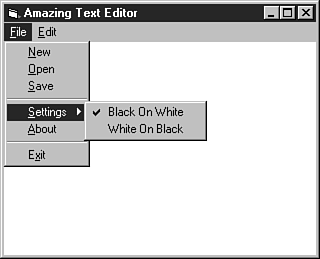 Amazing Text Editor
File Edit
New
Open
Save
Settings
Black On White
White On Black
About
Exit